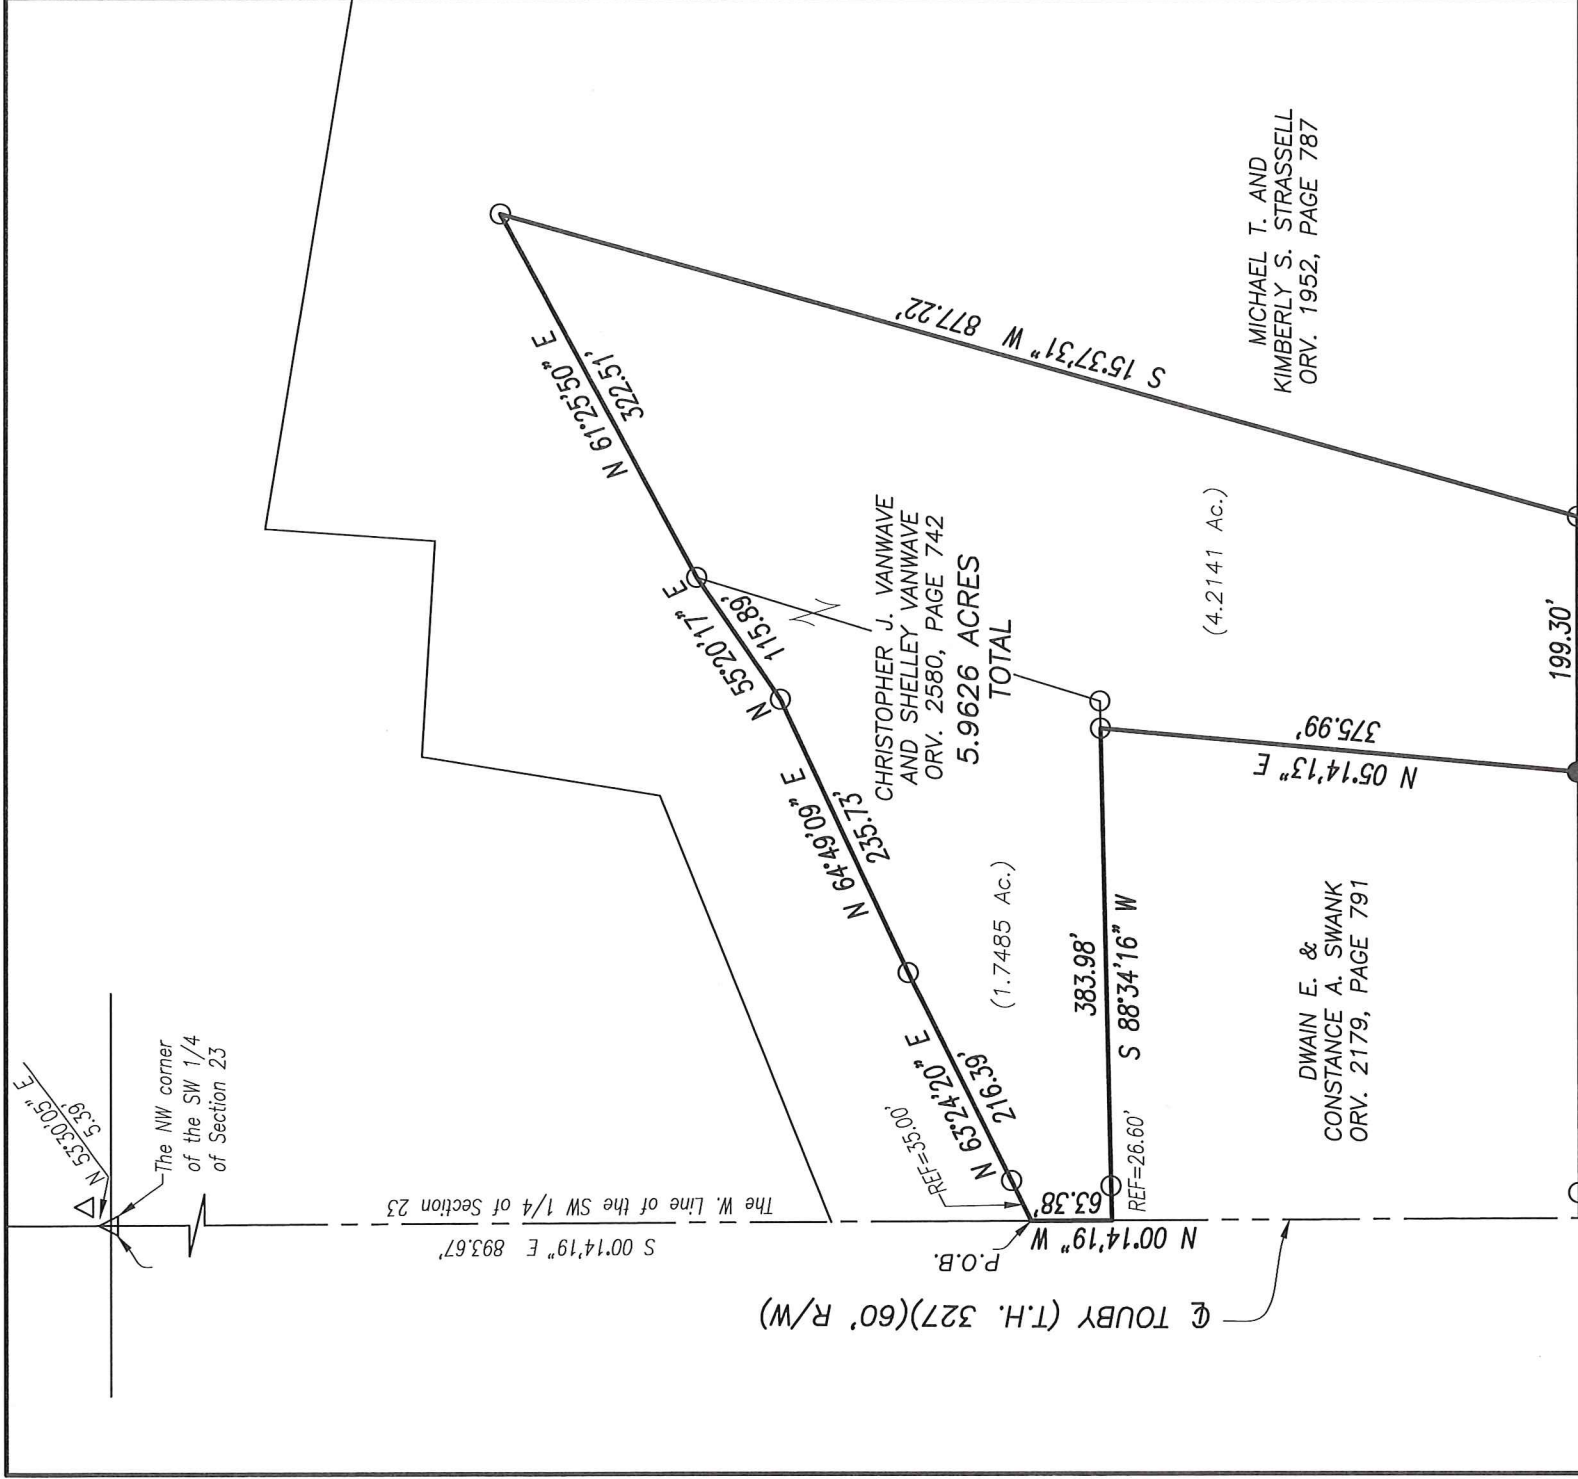 N 53°30'05" E
5.39'
The NW corner
of the SW 1/4
of Section 23
The W. Line of the SW 1/4 of Section 23
S 00°14'19" E 893.67'
₵ TOUBY (T.H. 327)(60' R/W)
P.O.B.
REF=35.00'
N 63°24'20" E
216.39'
N 64°49'09" E
235.73'
N 55°20'17" E
115.89'
N 61°25'50" E
322.51'
S 15°37'31" W 877.22'
MICHAEL T. AND
KIMBERLY S. STRASSELL
ORV. 1952, PAGE 787
CHRISTOPHER J. VANWAVE
AND SHELLEY VANWAVE
ORV. 2580, PAGE 742
5.9626 ACRES
TOTAL
(4.2141 Ac.)
(1.7485 Ac.)
199.30'
N 05°14'13" E
375.99'
383.98'
S 88°34'16" W
REF=26.60'
63.38'
N 00°14'19" W
DWAIN E. &
CONSTANCE A. SWANK
ORV. 2179, PAGE 791